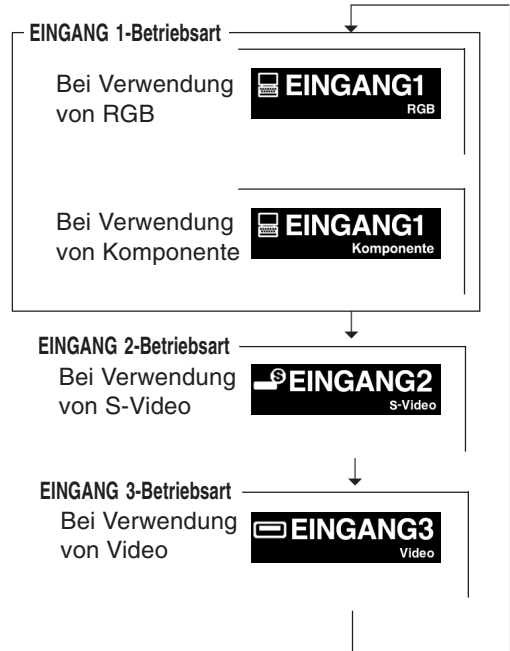 EINGANG 1-Betriebsart
Bei Verwendung
von RGB
EINGANG1
RGB
Bei Verwendung
von Komponente
EINGANG1
Komponente
EINGANG 2-Betriebsart
Bei Verwendung
von S-Video
S
EINGANG2
S-Video
EINGANG 3-Betriebsart
Bei Verwendung
von Video
EINGANG3
Video